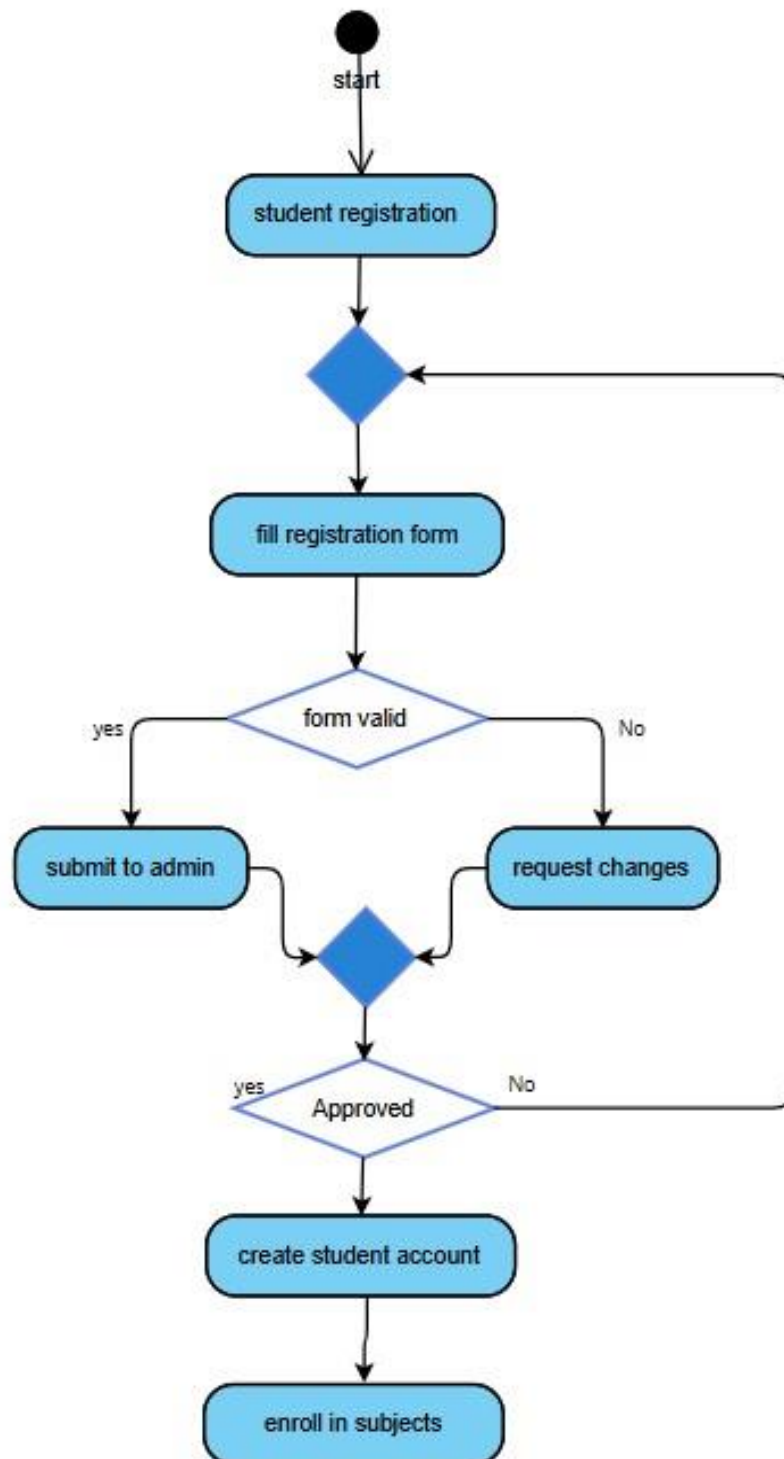 start
student registration
fill registration form
form valid
yes
No
submit to admin
request changes
yes
No
Approved
create student account
enroll in subjects